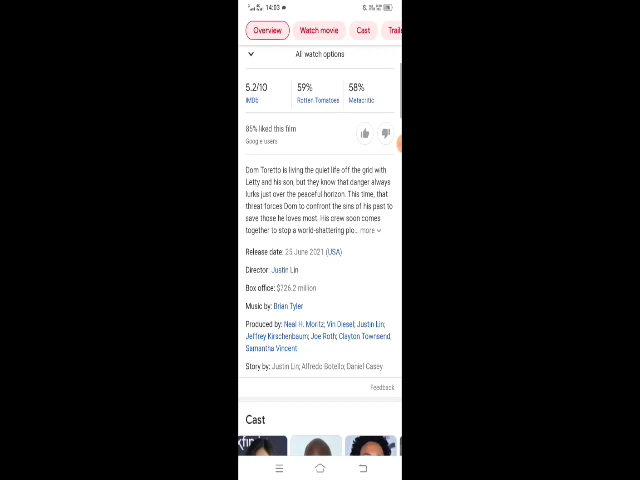 14:03
Overview Watch movie Cast Trail
All watch options
5.2/10 59% 58%
IMDb Rotten Tomatoes Metacritic
85% liked this film
Google users
Dom Toretto is living the quiet life off the grid with
Letty and his son, but they know that danger always
lurks just over the peaceful horizon. This time, that
threat forces Dom to confront the sins of his past to
save those he loves most. His crew soon comes
together to stop a world-shattering plo... more
Release date: 25 June 2021 (USA)
Director: Justin Lin
Box office: $726.2 million
Music by: Brian Tyler
Produced by: Neal H. Moritz; Vin Diesel; Justin Lin;
Jeffrey Kirschenbaum; Joe Roth; Clayton Townsend,
Samantha Vincent
Story by: Justin Lin; Alfredo Botello; Daniel Casey
Feedback
Cast